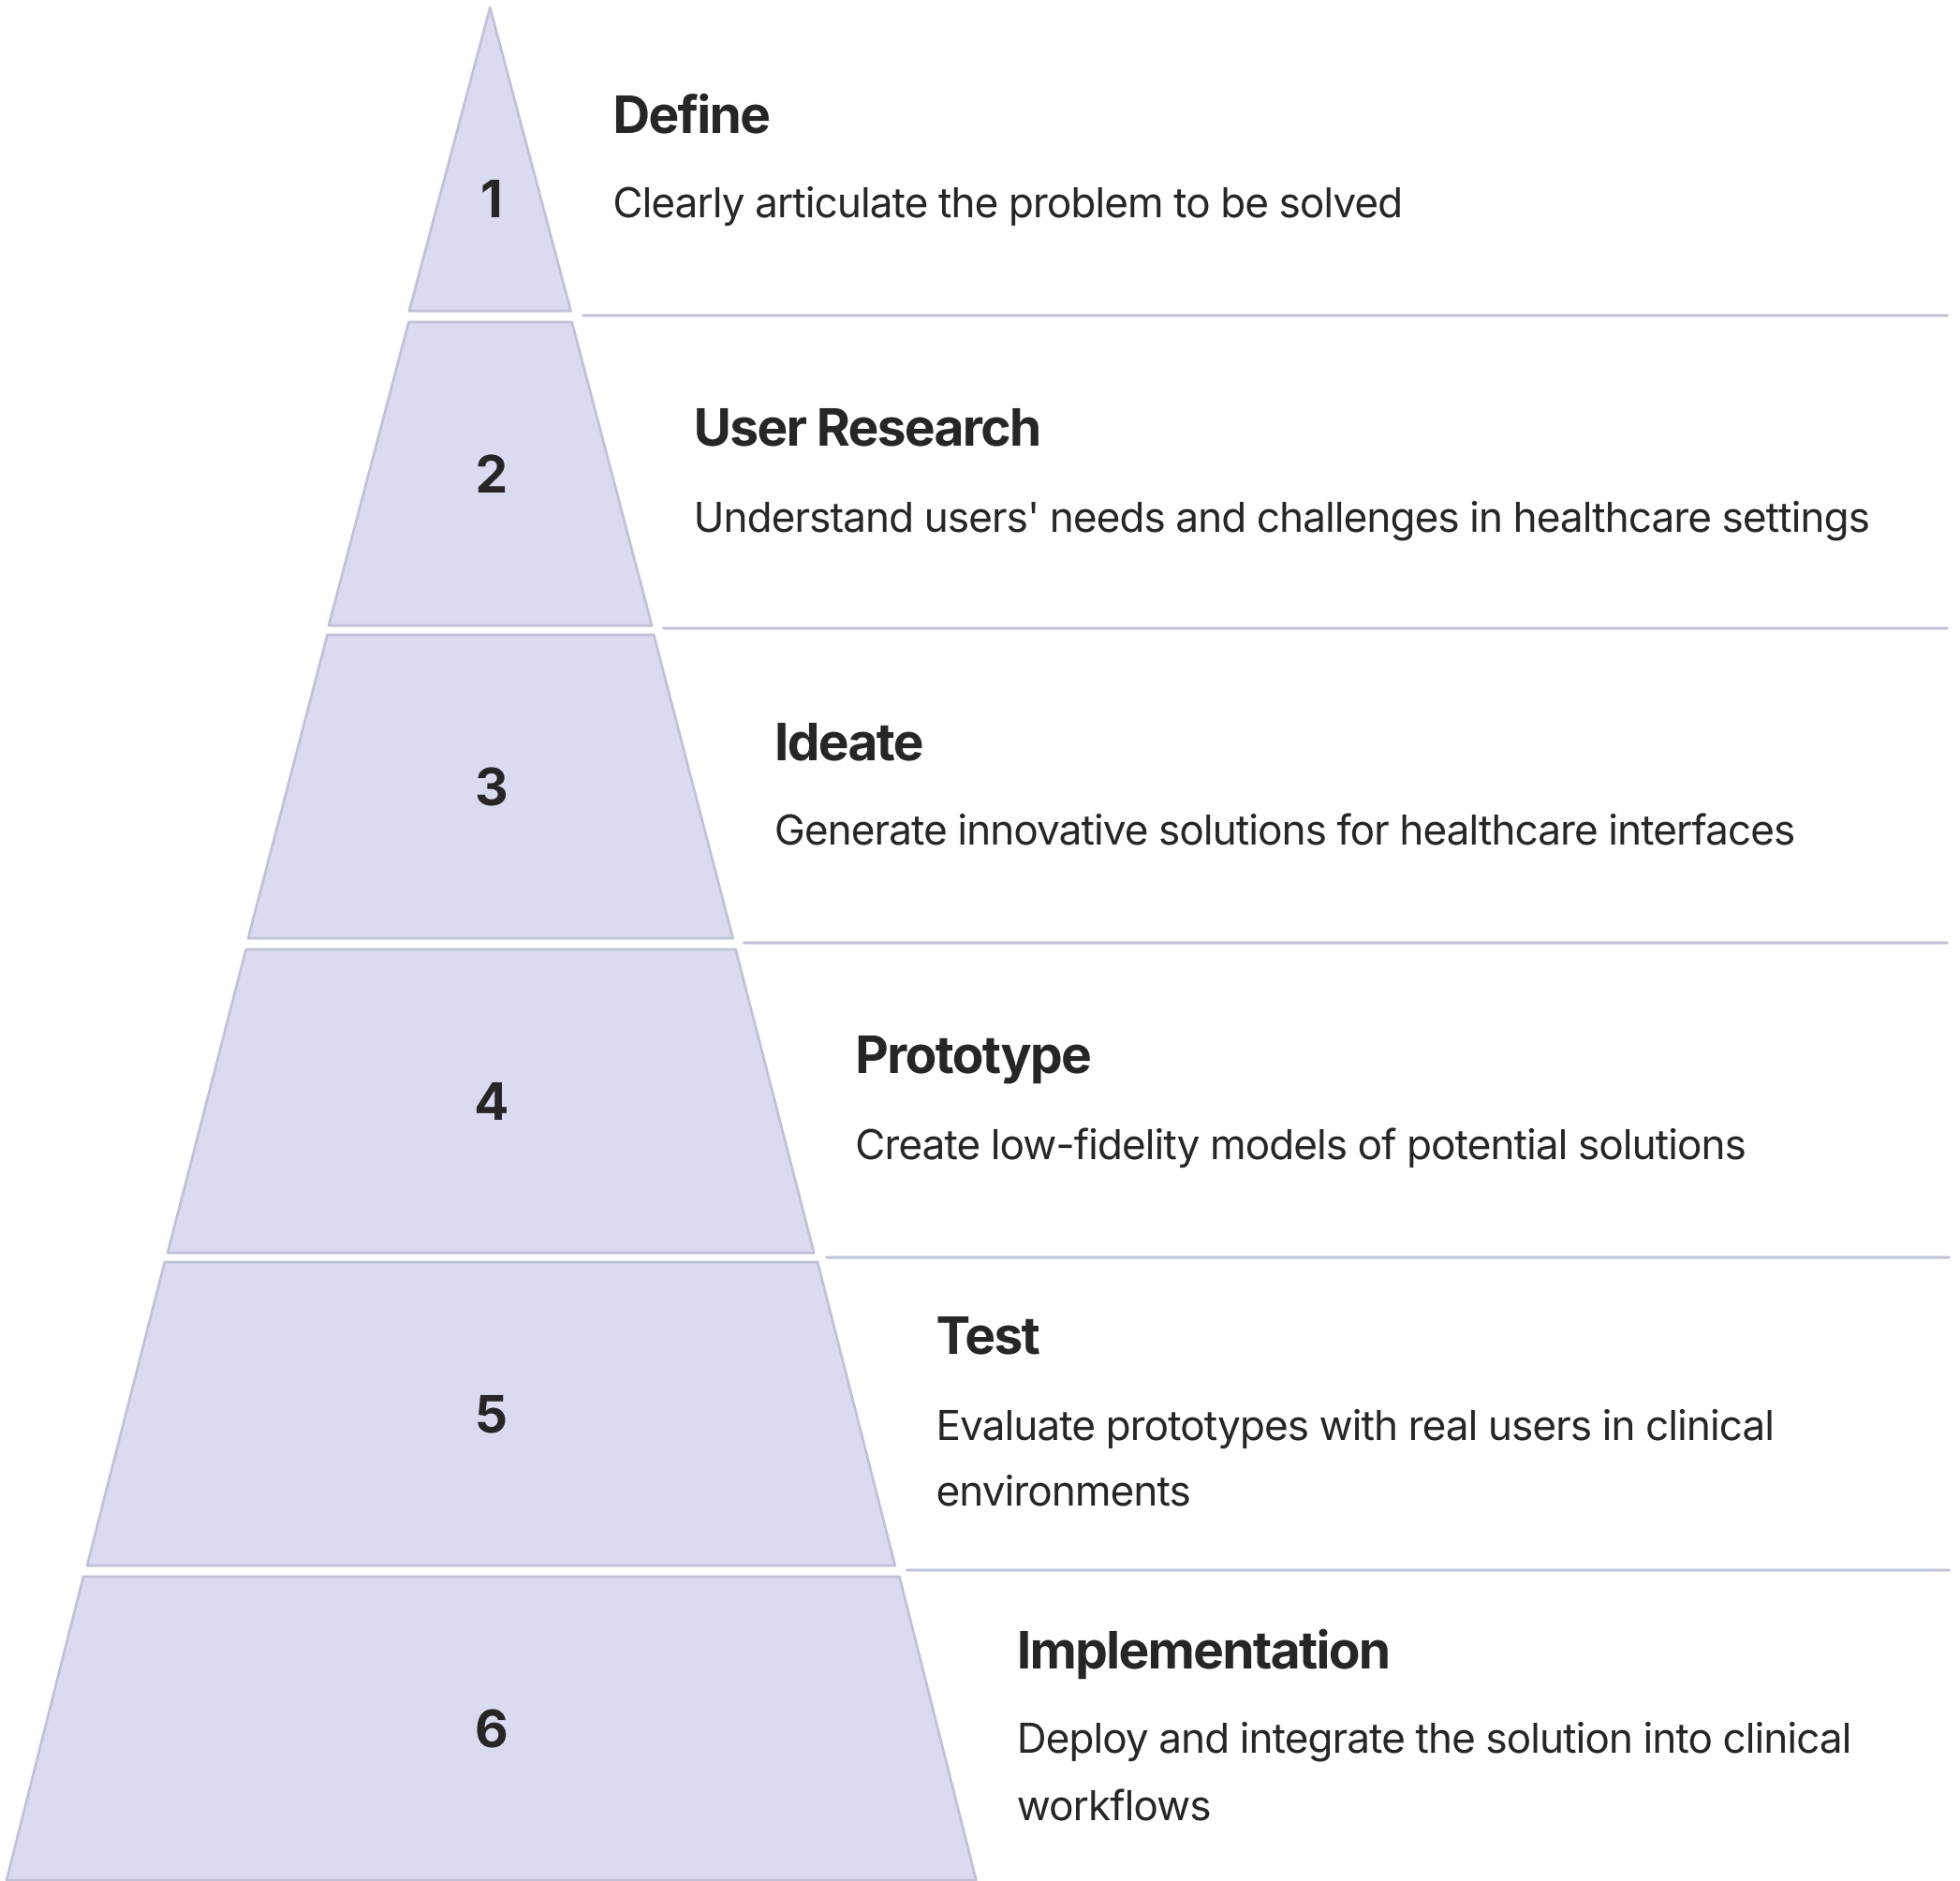 1
Define
Clearly articulate the problem to be solved
2
User Research
Understand users' needs and challenges in healthcare settings
3
Ideate
Generate innovative solutions for healthcare interfaces
4
Prototype
Create low-fidelity models of potential solutions
5
Test
Evaluate prototypes with real users in clinical
environments
6
Implementation
Deploy and integrate the solution into clinical
workflows